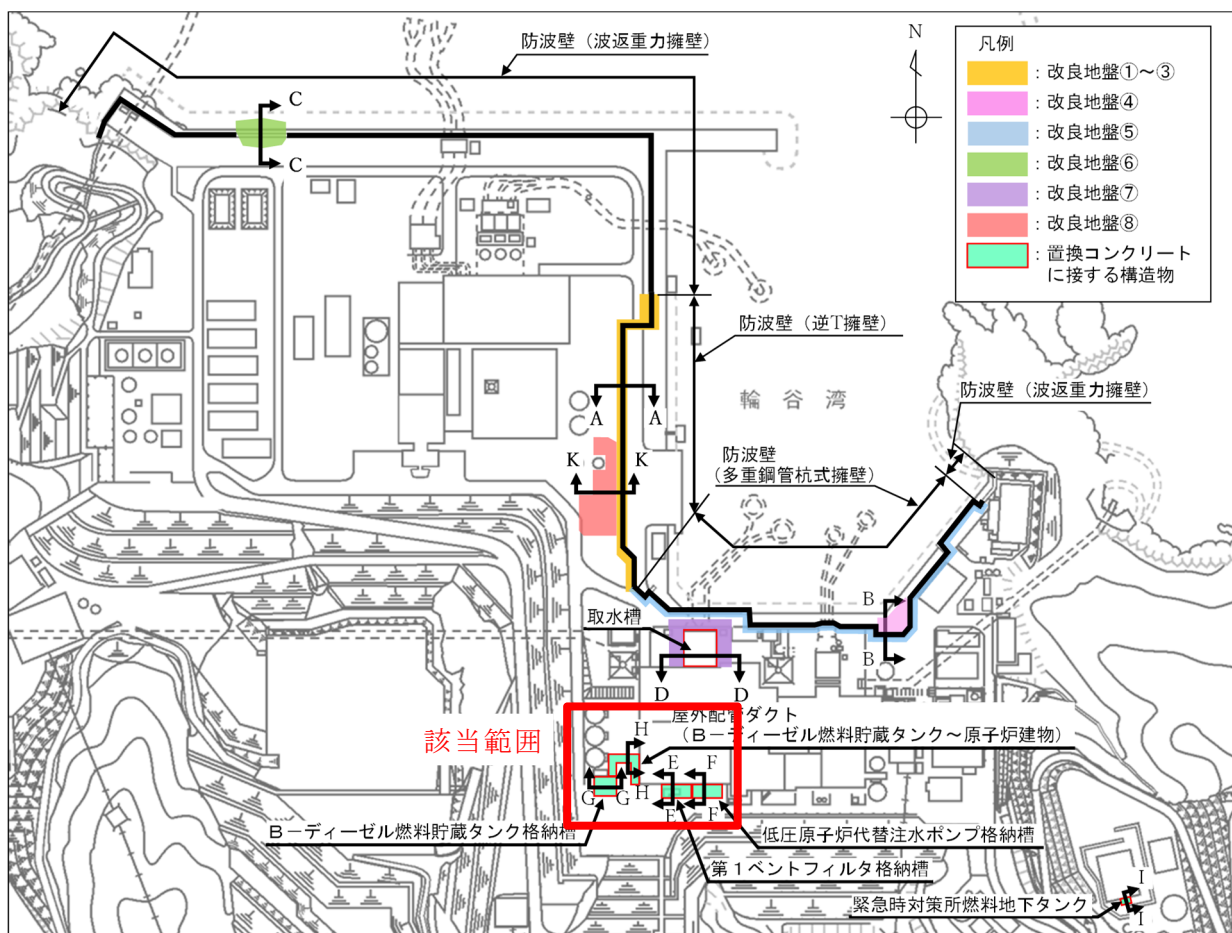 防波壁（波返重力擁壁）
N
凡例
：改良地盤①～③
：改良地盤④
：改良地盤⑤
：改良地盤⑥
：改良地盤⑦
：改良地盤⑧
：置換コンクリート
に接する構造物
C
C
防波壁（逆T擁壁）
防波壁（波返重力擁壁）
輪谷湾
A
A
防波壁
（多重鋼管杭式擁壁）
K
K
B
B
取水槽
D
D
該当範囲
屋外配管ダクト
（B－ディーゼル燃料貯蔵タンク～原子炉建物）
H
H
E
F
G
G
E
F
B－ディーゼル燃料貯蔵タンク格納槽
低圧原子炉代替注水ポンプ格納槽
第1ベントフィルタ格納槽
緊急時対策所燃料地下タンク
I
I